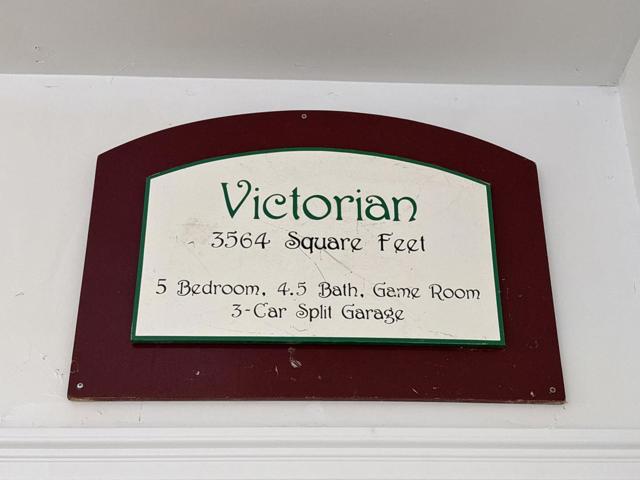 Victorian
3564 Square Feet
5 Bedroom, 4.5 Bath, Game Room
3-Car Split Garage